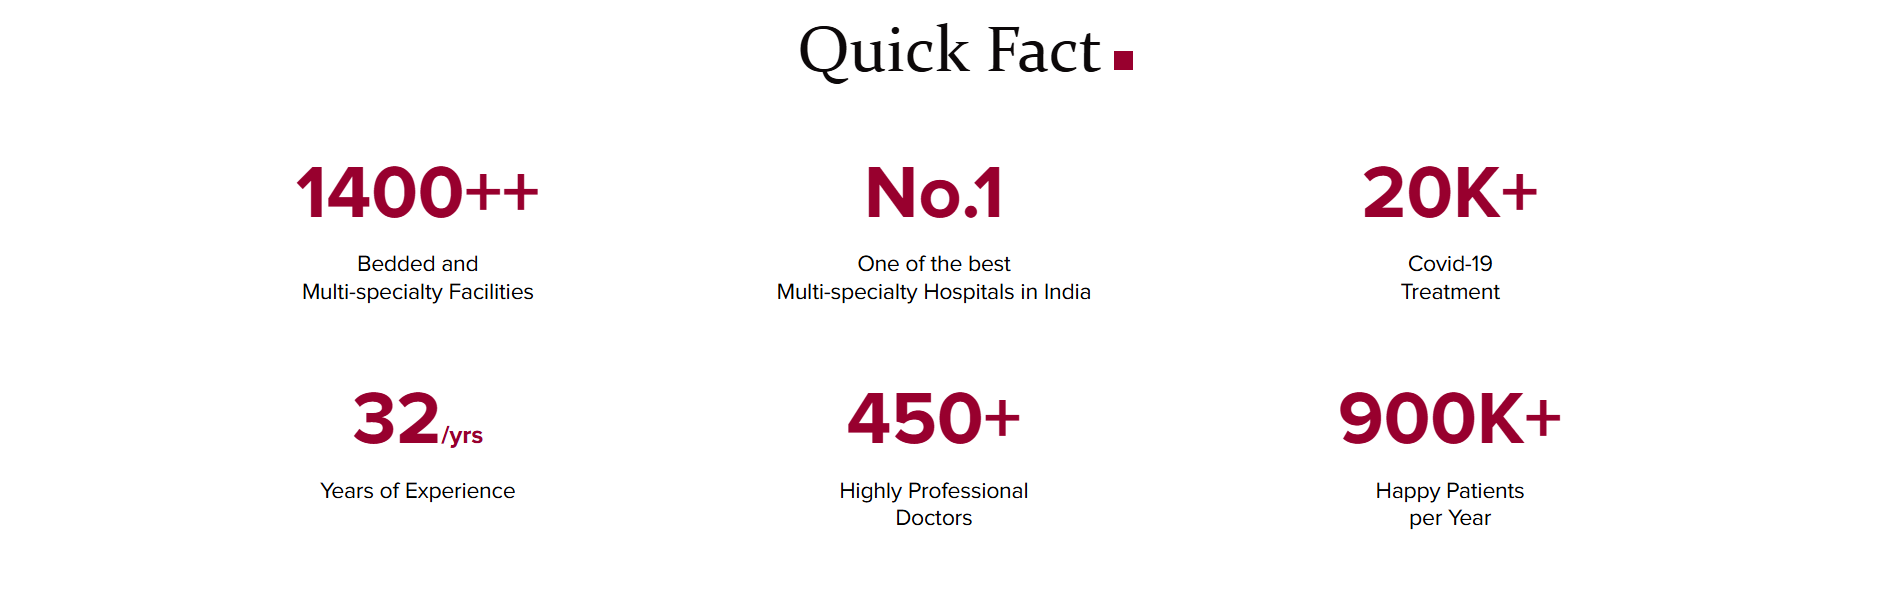 Quick Fact
1400++
Bedded and
Multi-specialty Facilities
No.1
One of the best
Multi-specialty Hospitals in India
20K+
Covid-19
Treatment
32/yrs
Years of Experience
450+
Highly Professional
Doctors
900K+
Happy Patients
per Year